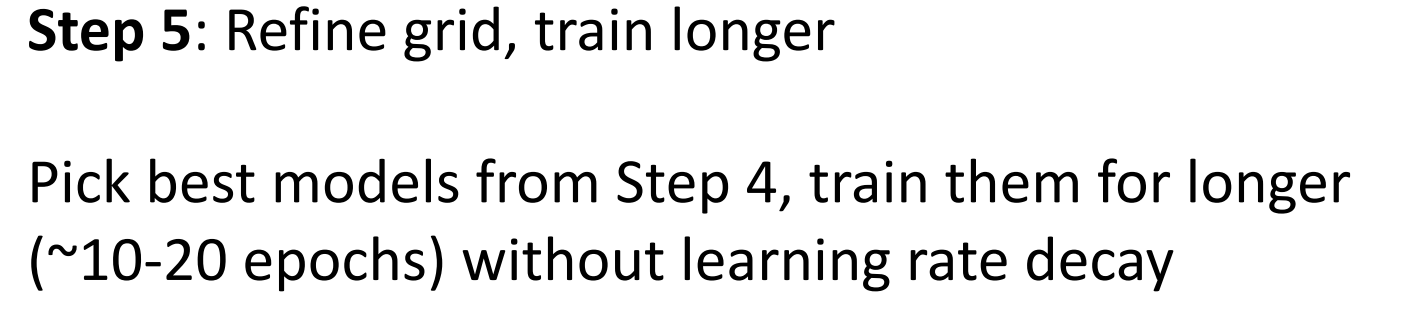 Step 5: Refine grid, train longer
Pick best models from Step 4, train them for longer
(~10-20 epochs) without learning rate decay